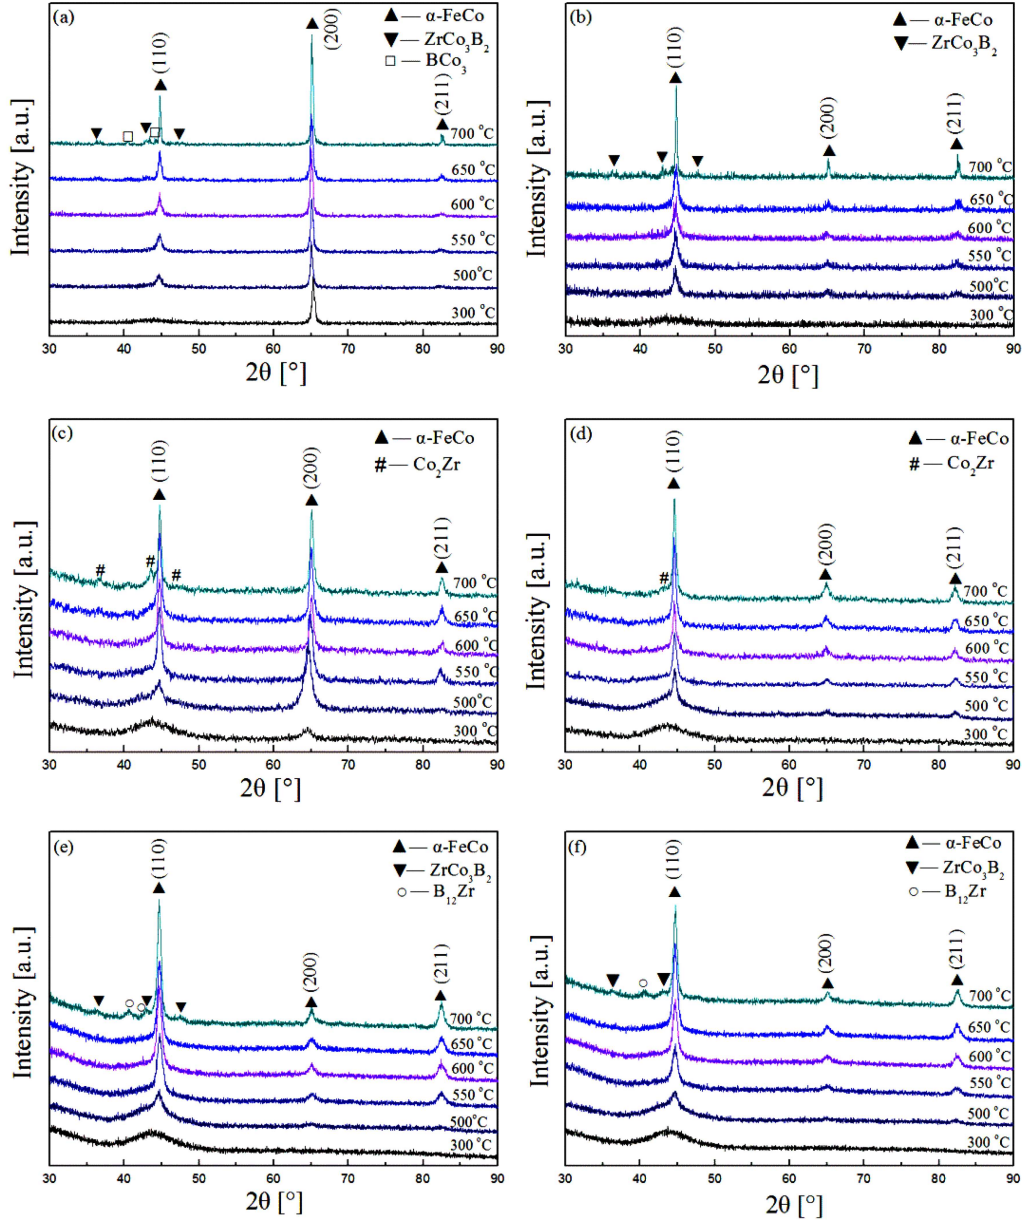 (a)
▲ — α-FeCo
▼ — ZrCo3B2
□ — BCo3
(110)
(200)
(211)
700 °C
650 °C
600 °C
550 °C
500°C
300 °C
Intensity [a.u.]
30 40 50 60 70 80 90
2θ [°]
(b)
▲ — α-FeCo
▼ — ZrCo3B2
(110)
(200)
(211)
700 °C
650 °C
600 °C
550 °C
500°C
300 °C
Intensity [a.u.]
30 40 50 60 70 80 90
2θ [°]
(c)
▲ — α-FeCo
# — Co2Zr
(110)
(200)
(211)
# # #
700 °C
650 °C
600 °C
550 °C
500°C
300 °C
Intensity [a.u.]
30 40 50 60 70 80 90
2θ [°]
(d)
▲ — α-FeCo
# — Co2Zr
(110)
(200)
(211)
#
700 °C
650 °C
600 °C
550 °C
500 °C
300 °C
Intensity [a.u.]
30 40 50 60 70 80 90
2θ [°]
(e)
▲ — α-FeCo
▼ — ZrCo3B2
○ — B12Zr
(110)
(200)
(211)
700 °C
650 °C
600 °C
550 °C
500°C
300 °C
Intensity [a.u.]
30 40 50 60 70 80 90
2θ [°]
(f)
▲ — α-FeCo
▼ — ZrCo3B2
○ — B12Zr
(110)
(200)
(211)
700 °C
650 °C
600 °C
550 °C
500 °C
300 °C
Intensity [a.u.]
30 40 50 60 70 80 90
2θ [°]